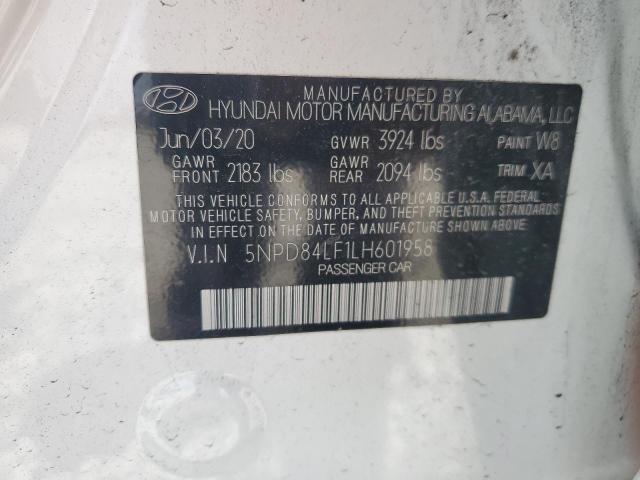 MANUFACTURED BY
HYUNDAI MOTOR MANUFACTURING ALABAMA, LLC
Jun/03/20 GVWR 3924 lbs PAINT W8
GAWR FRONT 2183 lbs GAWR REAR 2094 lbs TRIM XA
THIS VEHICLE CONFORMS TO ALL APPLICABLE U.S.A. FEDERAL
MOTOR VEHICLE SAFETY, BUMPER, AND THEFT PREVENTION STANDARDS
IN EFFECT ON THE DATE OF MANUFACTURE SHOWN ABOVE.
V.I.N 5NPD84LF1LH601958
PASSENGER CAR